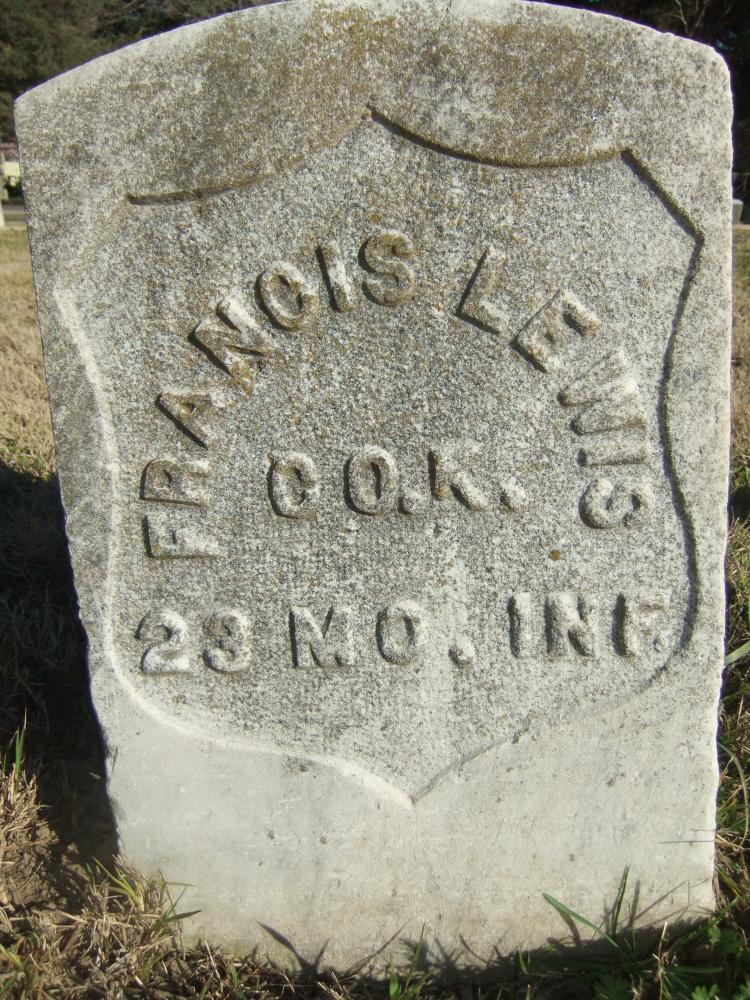 FRANCIS LEWIS
CO. K.
23 MO. INF.